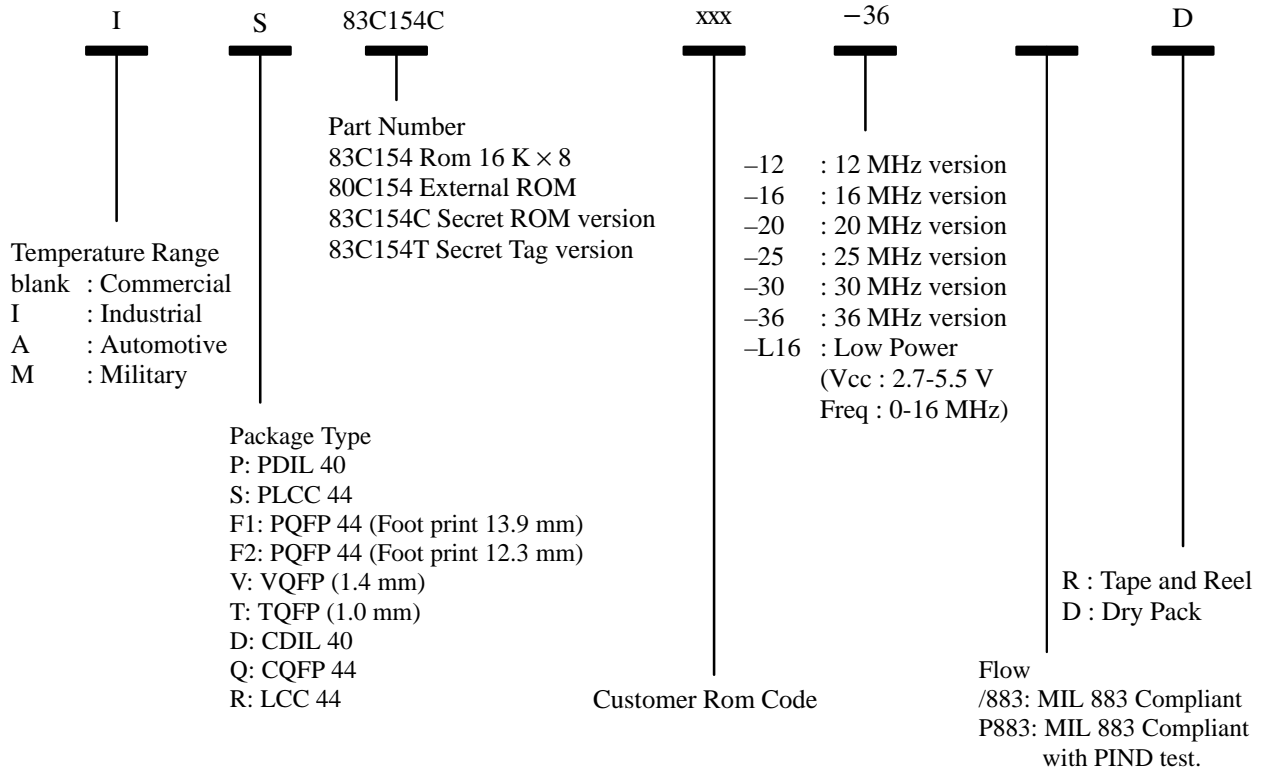 I S 83C154C xxx −36 D
Part Number
83C154 Rom 16 K × 8
80C154 External ROM
83C154C Secret ROM version
83C154T Secret Tag version
–12 : 12 MHz version
–16 : 16 MHz version
–20 : 20 MHz version
–25 : 25 MHz version
–30 : 30 MHz version
–36 : 36 MHz version
–L16 : Low Power
(Vcc : 2.7-5.5 V
Freq : 0-16 MHz)
Temperature Range
blank : Commercial
I : Industrial
A : Automotive
M : Military
Package Type
P: PDIL 40
S: PLCC 44
F1: PQFP 44 (Foot print 13.9 mm)
F2: PQFP 44 (Foot print 12.3 mm)
V: VQFP (1.4 mm)
T: TQFP (1.0 mm)
D: CDIL 40
Q: CQFP 44
R: LCC 44
Customer Rom Code
R : Tape and Reel
D : Dry Pack
Flow
/883: MIL 883 Compliant
P883: MIL 883 Compliant
with PIND test.